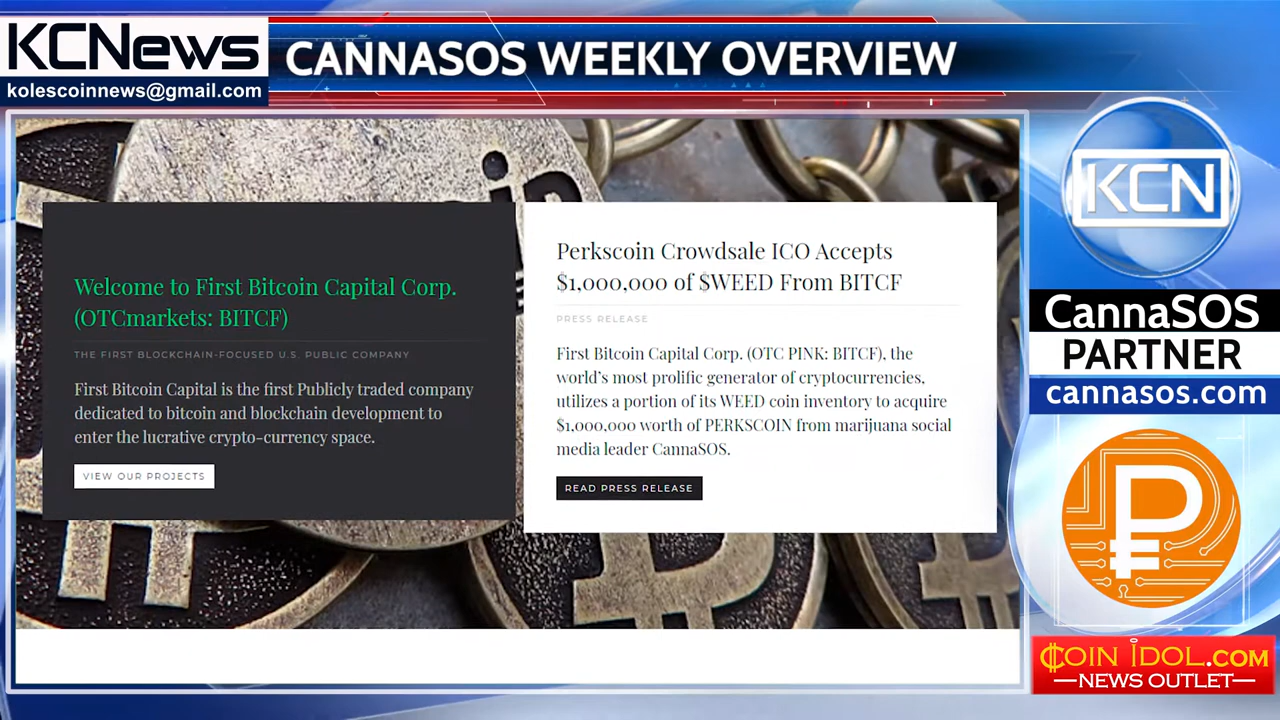 KCNews
kolescoinnews@gmail.com
CANNASOS WEEKLY OVERVIEW
Welcome to First Bitcoin Capital Corp.
(OTCmarkets: BITCF)
THE FIRST BLOCKCHAIN-FOCUSED U.S. PUBLIC COMPANY
First Bitcoin Capital is the first Publicly traded company
dedicated to bitcoin and blockchain development to
enter the lucrative crypto-currency space.
VIEW OUR PROJECTS
Perkscoin Crowdsale ICO Accepts
$1,000,000 of $WEED From BITCF
PRESS RELEASE
First Bitcoin Capital Corp. (OTC PINK: BITCF), the
world's most prolific generator of cryptocurrencies,
utilizes a portion of its WEED coin inventory to acquire
$1,000,000 worth of PERKSCOIN from marijuana social
media leader CannaSOS.
READ PRESS RELEASE
KCN
CannaSOS
PARTNER
cannasos.com
COIN IDOL.COM
—NEWS OUTLET—